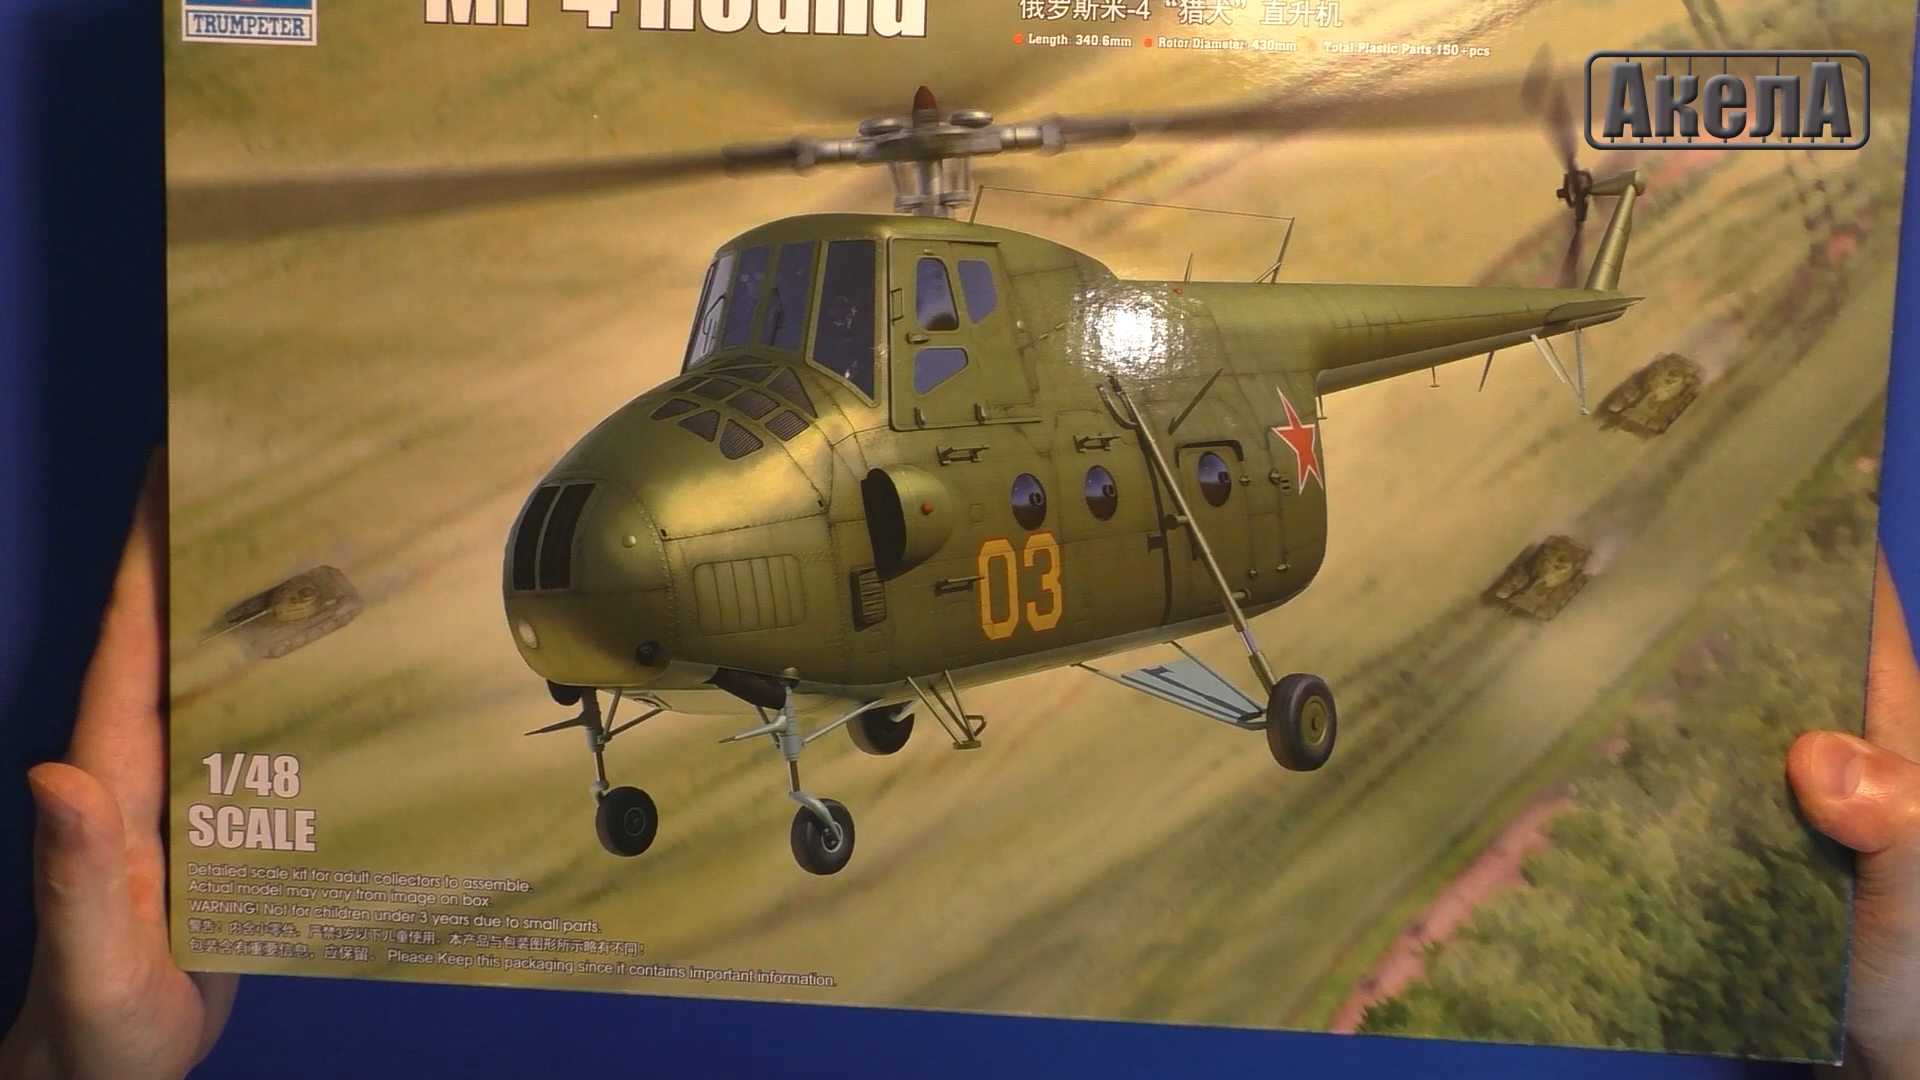 TRUMPETER
Mi-4 Hound
俄罗斯米-4 “猎犬” 直升机
Length 340.6mm Rotor Diameter 430mm Total Plastic Parts 150+pcs
АкелА
03
1/48
SCALE
Detailed scale kit for adult collectors to assemble.
Actual model may vary from image on box.
WARNING! Not for children under 3 years due to small parts.
警告! 内含小零件, 严禁3岁以下儿童使用。本产品与包装图形所示略有不同!
包装含有重要信息, 应保留。 Please Keep this packaging since it contains important information.